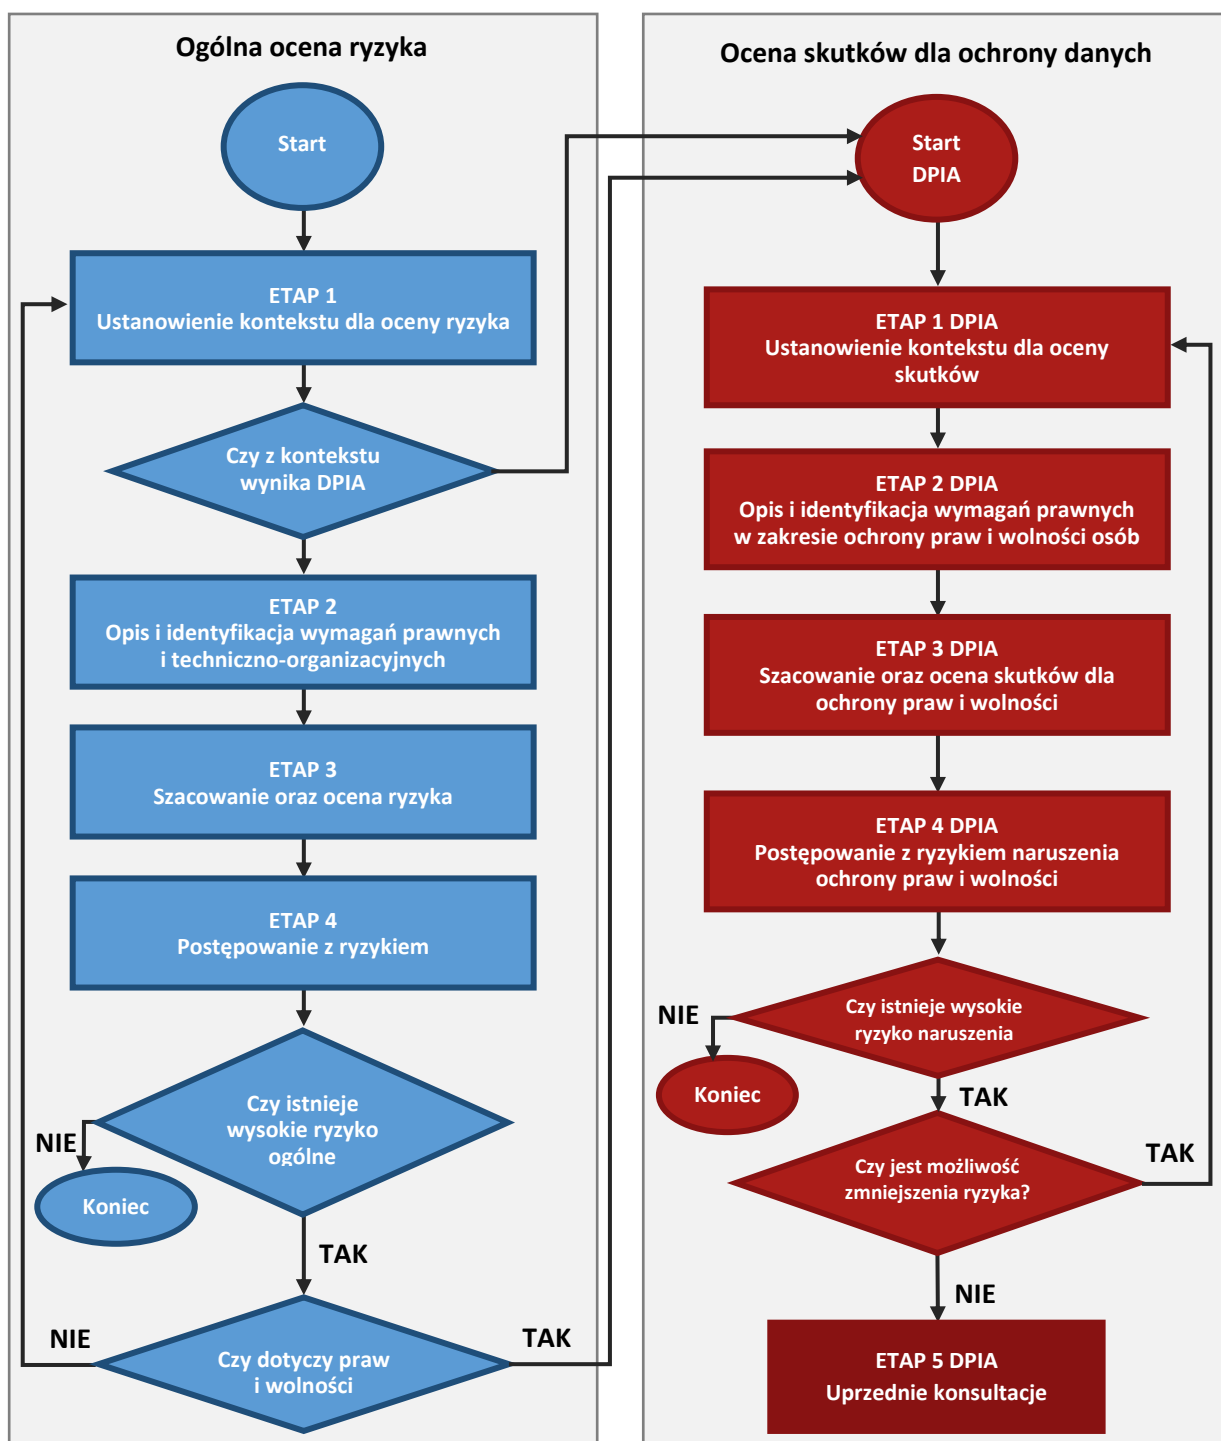 Ogólna ocena ryzyka
Start
ETAP 1
Ustanowienie kontekstu dla oceny ryzyka
Czy z kontekstu
wynika DPIA
ETAP 2
Opis i identyfikacja wymagań prawnych
i techniczno-organizacyjnych
ETAP 3
Szacowanie oraz ocena ryzyka
ETAP 4
Postępowanie z ryzykiem
Czy istnieje
wysokie ryzyko
ogólne
NIE
Koniec
TAK
Czy dotyczy praw
i wolności
NIE
TAK
Ocena skutków dla ochrony danych
Start
DPIA
ETAP 1 DPIA
Ustanowienie kontekstu dla oceny
skutków
ETAP 2 DPIA
Opis i identyfikacja wymagań prawnych
w zakresie ochrony praw i wolności osób
ETAP 3 DPIA
Szacowanie oraz ocena skutków dla
ochrony praw i wolności
ETAP 4 DPIA
Postępowanie z ryzykiem naruszenia
ochrony praw i wolności
Czy istnieje wysokie
ryzyko naruszenia
NIE
Koniec
TAK
Czy jest możliwość
zmniejszenia ryzyka?
TAK
NIE
ETAP 5 DPIA
Uprzednie konsultacje